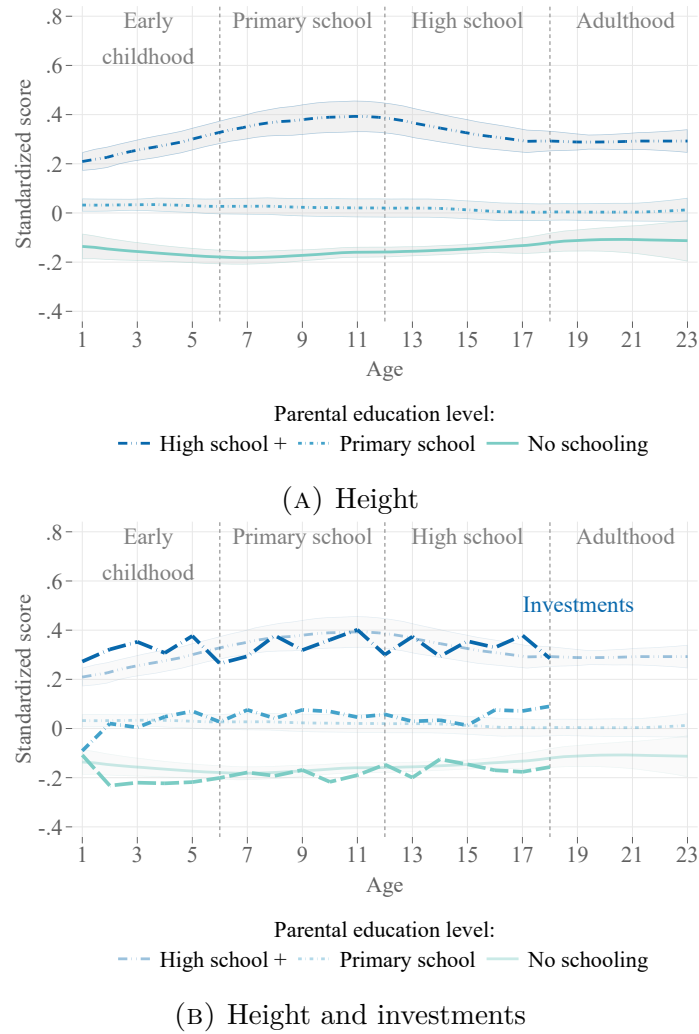 .8
Early
Primary school
High school
Adulthood
childhood
.6
.4
.2
0
-.2
-.4
Standardized score
1 3 5 7 9 11 13 15 17 19 21 23
Age
Parental education level:
High school + Primary school No schooling
(A) Height
.8
Early
Primary school
High school
Adulthood
childhood
.6
Investments
.4
.2
0
-.2
-.4
Standardized score
1 3 5 7 9 11 13 15 17 19 21 23
Age
Parental education level:
High school + Primary school No schooling
(B) Height and investments